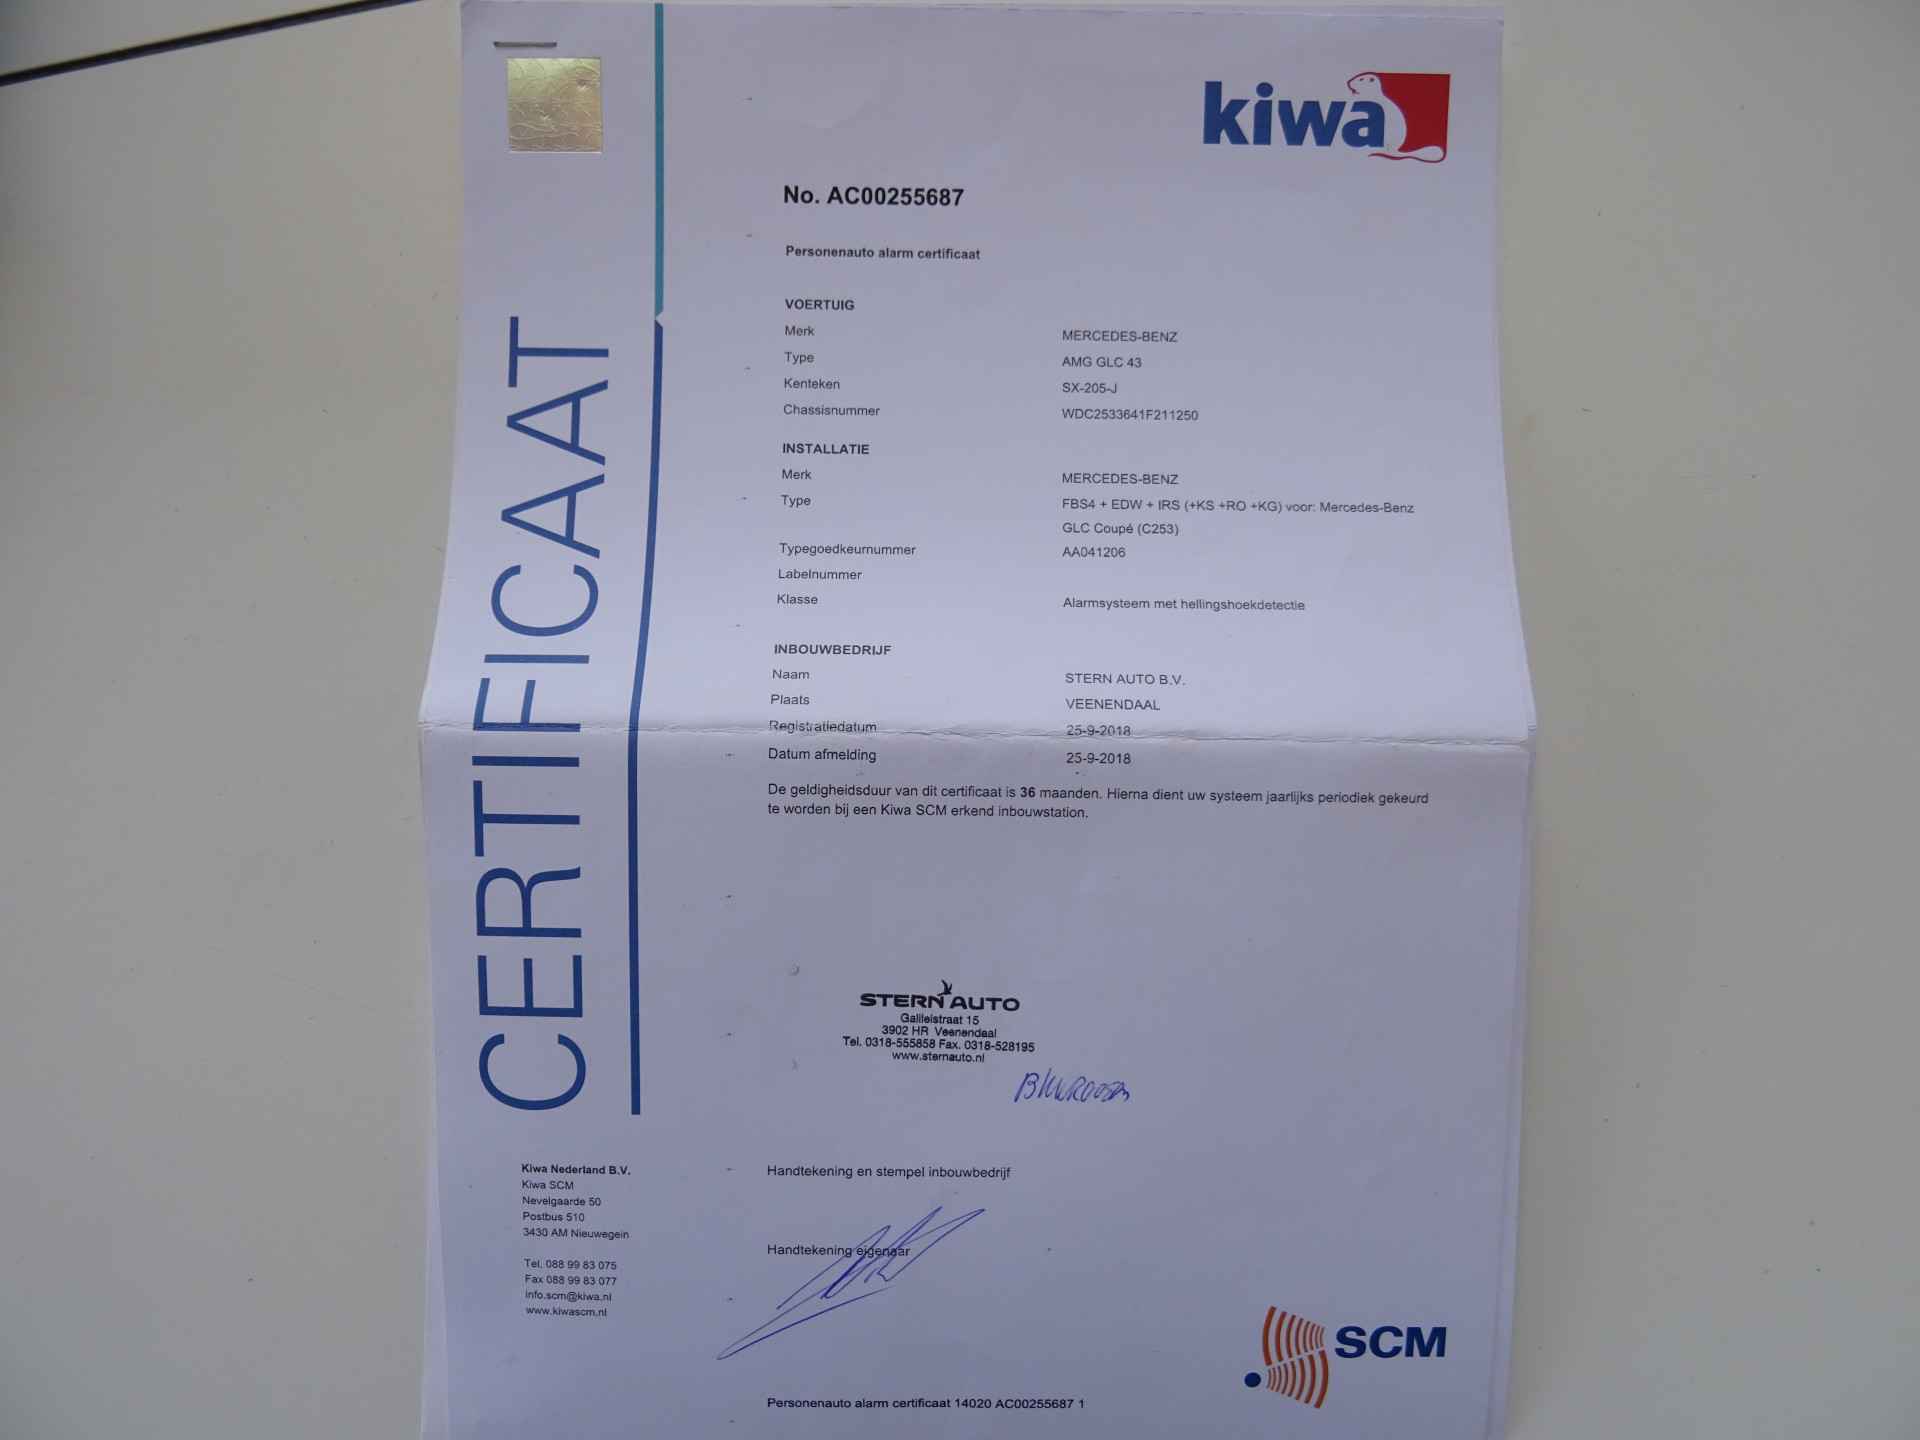 kiwa
No. AC00255687
Personenauto alarm certificaat
VOERTUIG
Merk MERCEDES-BENZ
Type AMG GLC 43
Kenteken SX-205-J
Chassisnummer WDC2533641F211250
INSTALLATIE
Merk MERCEDES-BENZ
Type FBS4 + EDW + IRS (+KS +RO +KG) voor: Mercedes-Benz
GLC Coupé (C253)
Typegoedkeurnummer AA041206
Labelnummer
Klasse Alarmsysteem met hellingshoekdetectie
INBOUWBEDRIJF
Naam STERN AUTO B.V.
Plaats VEENENDAAL
Registratiedatum 25-9-2018
Datum afmelding 25-9-2018
De geldigheidsduur van dit certificaat is 36 maanden. Hierna dient uw systeem jaarlijks periodiek gekeurd
te worden bij een Kiwa SCM erkend inbouwstation.
CERTIFICAAT
STERN AUTO
Galileistraat 15
3902 HR Veenendaal
Tel. 0318-555858 Fax. 0318-528195
www.sternauto.nl
Handtekening en stempel inbouwbedrijf
Handtekening eigenaar
Kiwa Nederland B.V.
Kiwa SCM
Nevelgaarde 50
Postbus 510
3430 AM Nieuwegein
Tel. 088 99 83 075
Fax 088 99 83 077
info.scm@kiwa.nl
www.kiwascm.nl
SCM
Personenauto alarm certificaat 14020 AC00255687 1